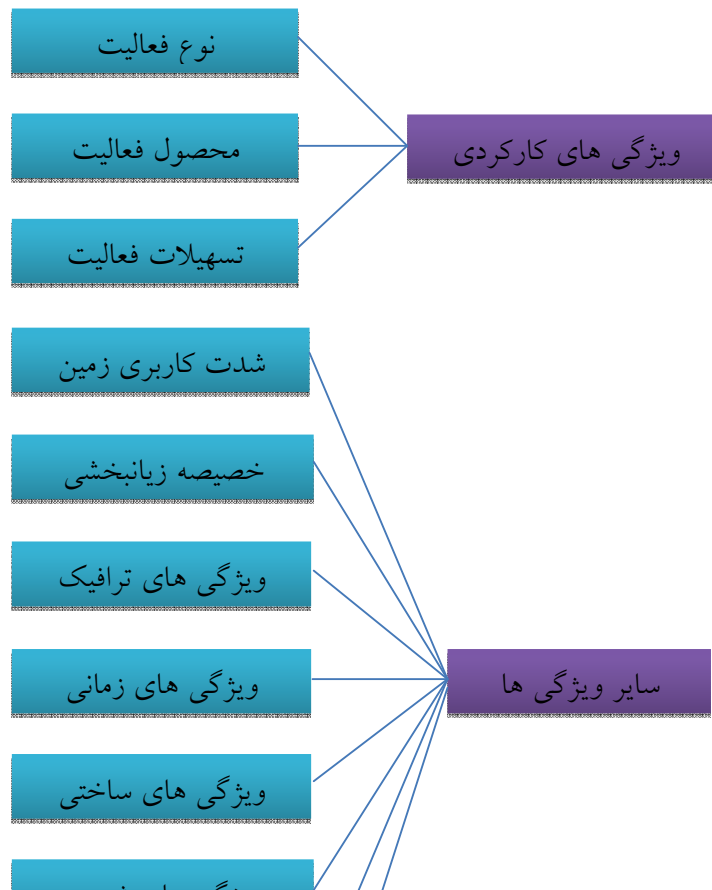 ویژگی های کارکردی
نوع فعالیت
محصول فعالیت
تسهیلات فعالیت
سایر ویژگی ها
شدت کاربری زمین
خصیصه زیانبخشی
ویژگی های ترافیک
ویژگی های زمانی
ویژگی های ساختی